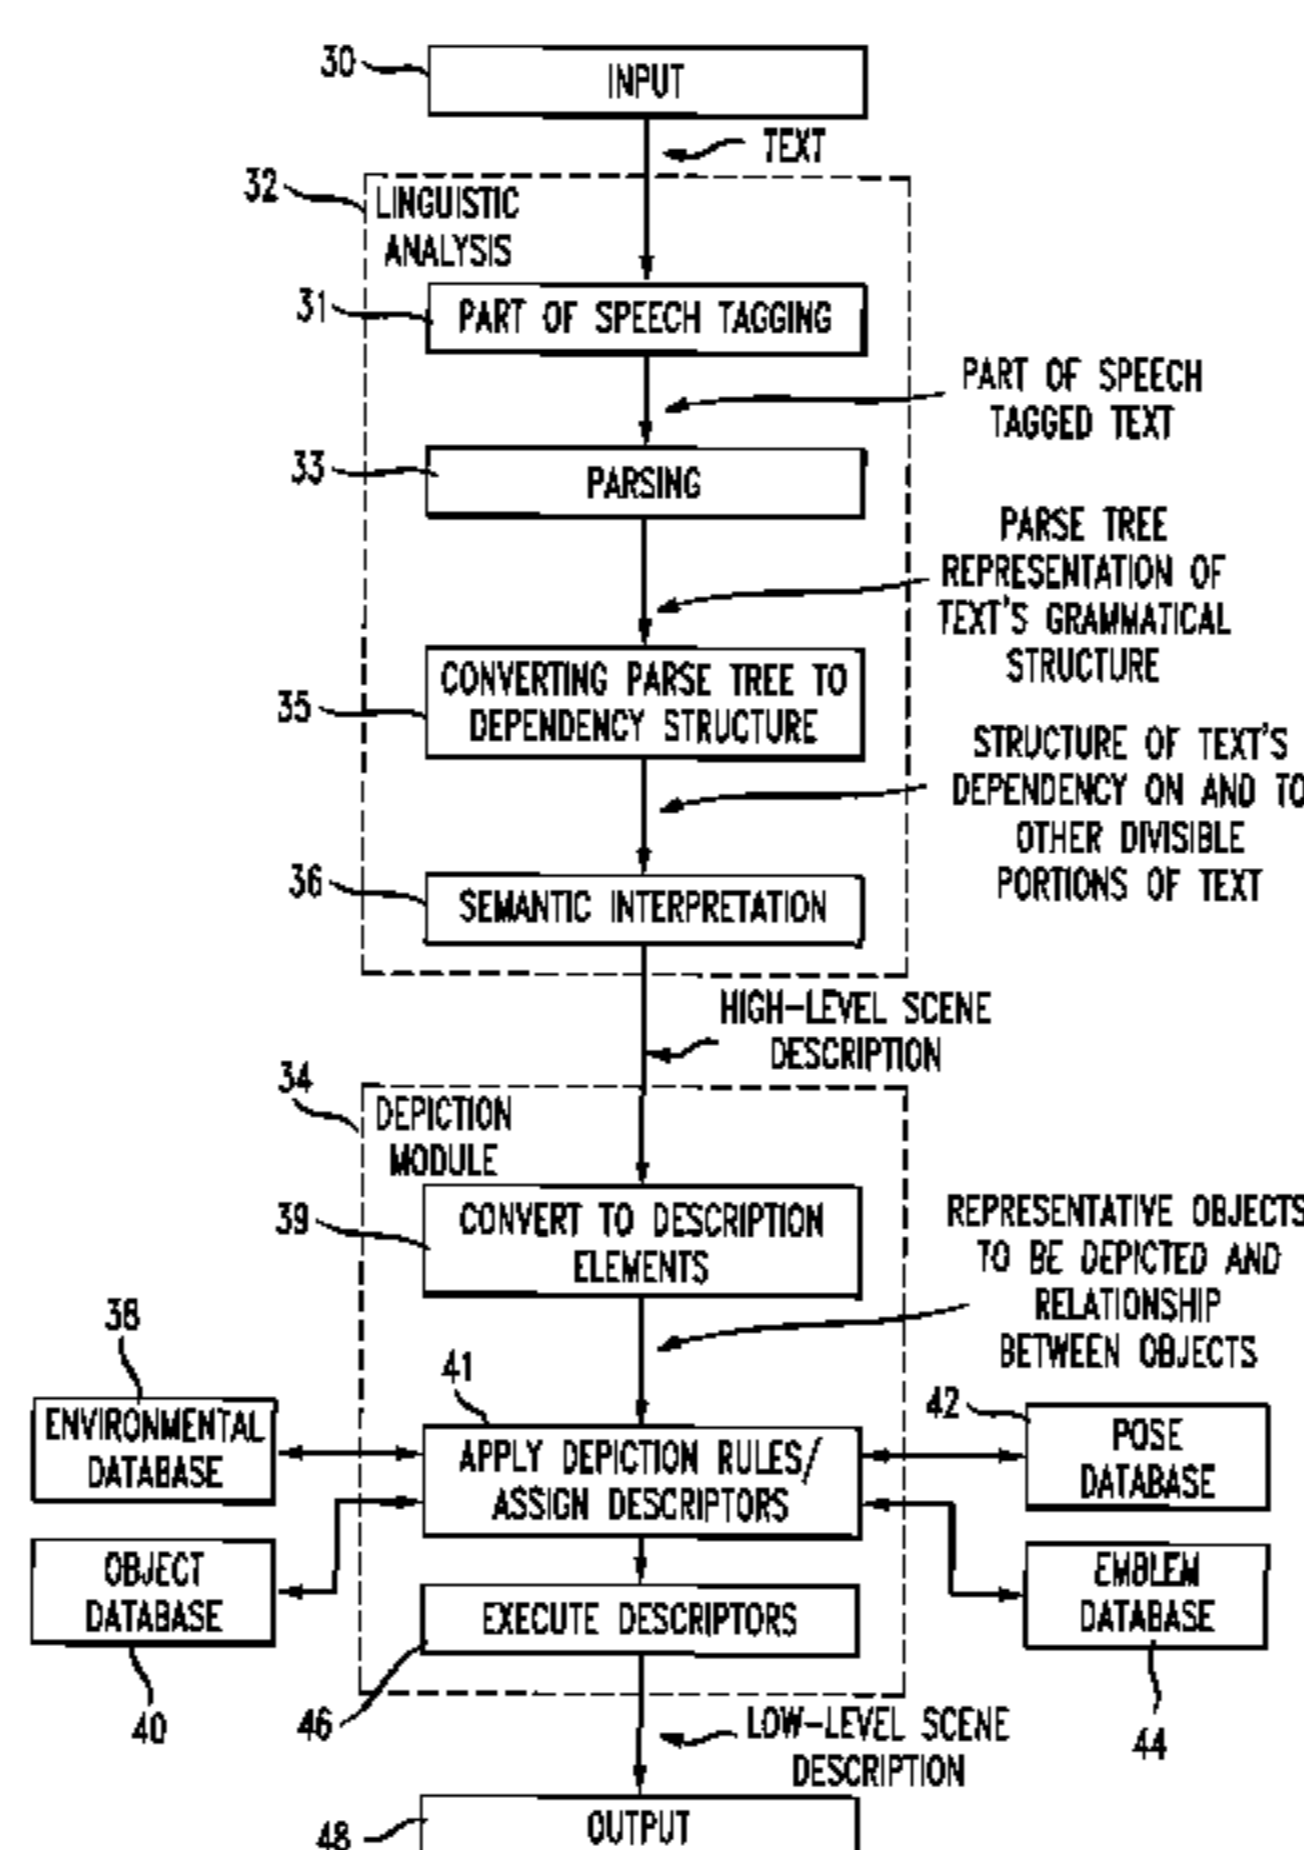 30
INPUT
TEXT
32
LINGUISTIC
ANALYSIS
31
PART OF SPEECH TAGGING
PART OF SPEECH
TAGGED TEXT
33
PARSING
PARSE TREE
REPRESENTATION OF
TEXT'S GRAMMATICAL
STRUCTURE
35
CONVERTING PARSE TREE TO
DEPENDENCY STRUCTURE
STRUCTURE OF TEXT'S
DEPENDENCY ON AND TO
OTHER DIVISIBLE
PORTIONS OF TEXT
36
SEMANTIC INTERPRETATION
HIGH-LEVEL SCENE
DESCRIPTION
34
DEPICTION
MODULE
39
CONVERT TO DESCRIPTION
ELEMENTS
REPRESENTATIVE OBJECTS
TO BE DEPICTED AND
RELATIONSHIP
BETWEEN OBJECTS
38
ENVIRONMENTAL
DATABASE
41
APPLY DEPICTION RULES/
ASSIGN DESCRIPTORS
42
POSE
DATABASE
OBJECT
DATABASE
40
EXECUTE DESCRIPTORS
46
EMBLEM
DATABASE
44
LOW-LEVEL SCENE
DESCRIPTION
48
OUTPUT